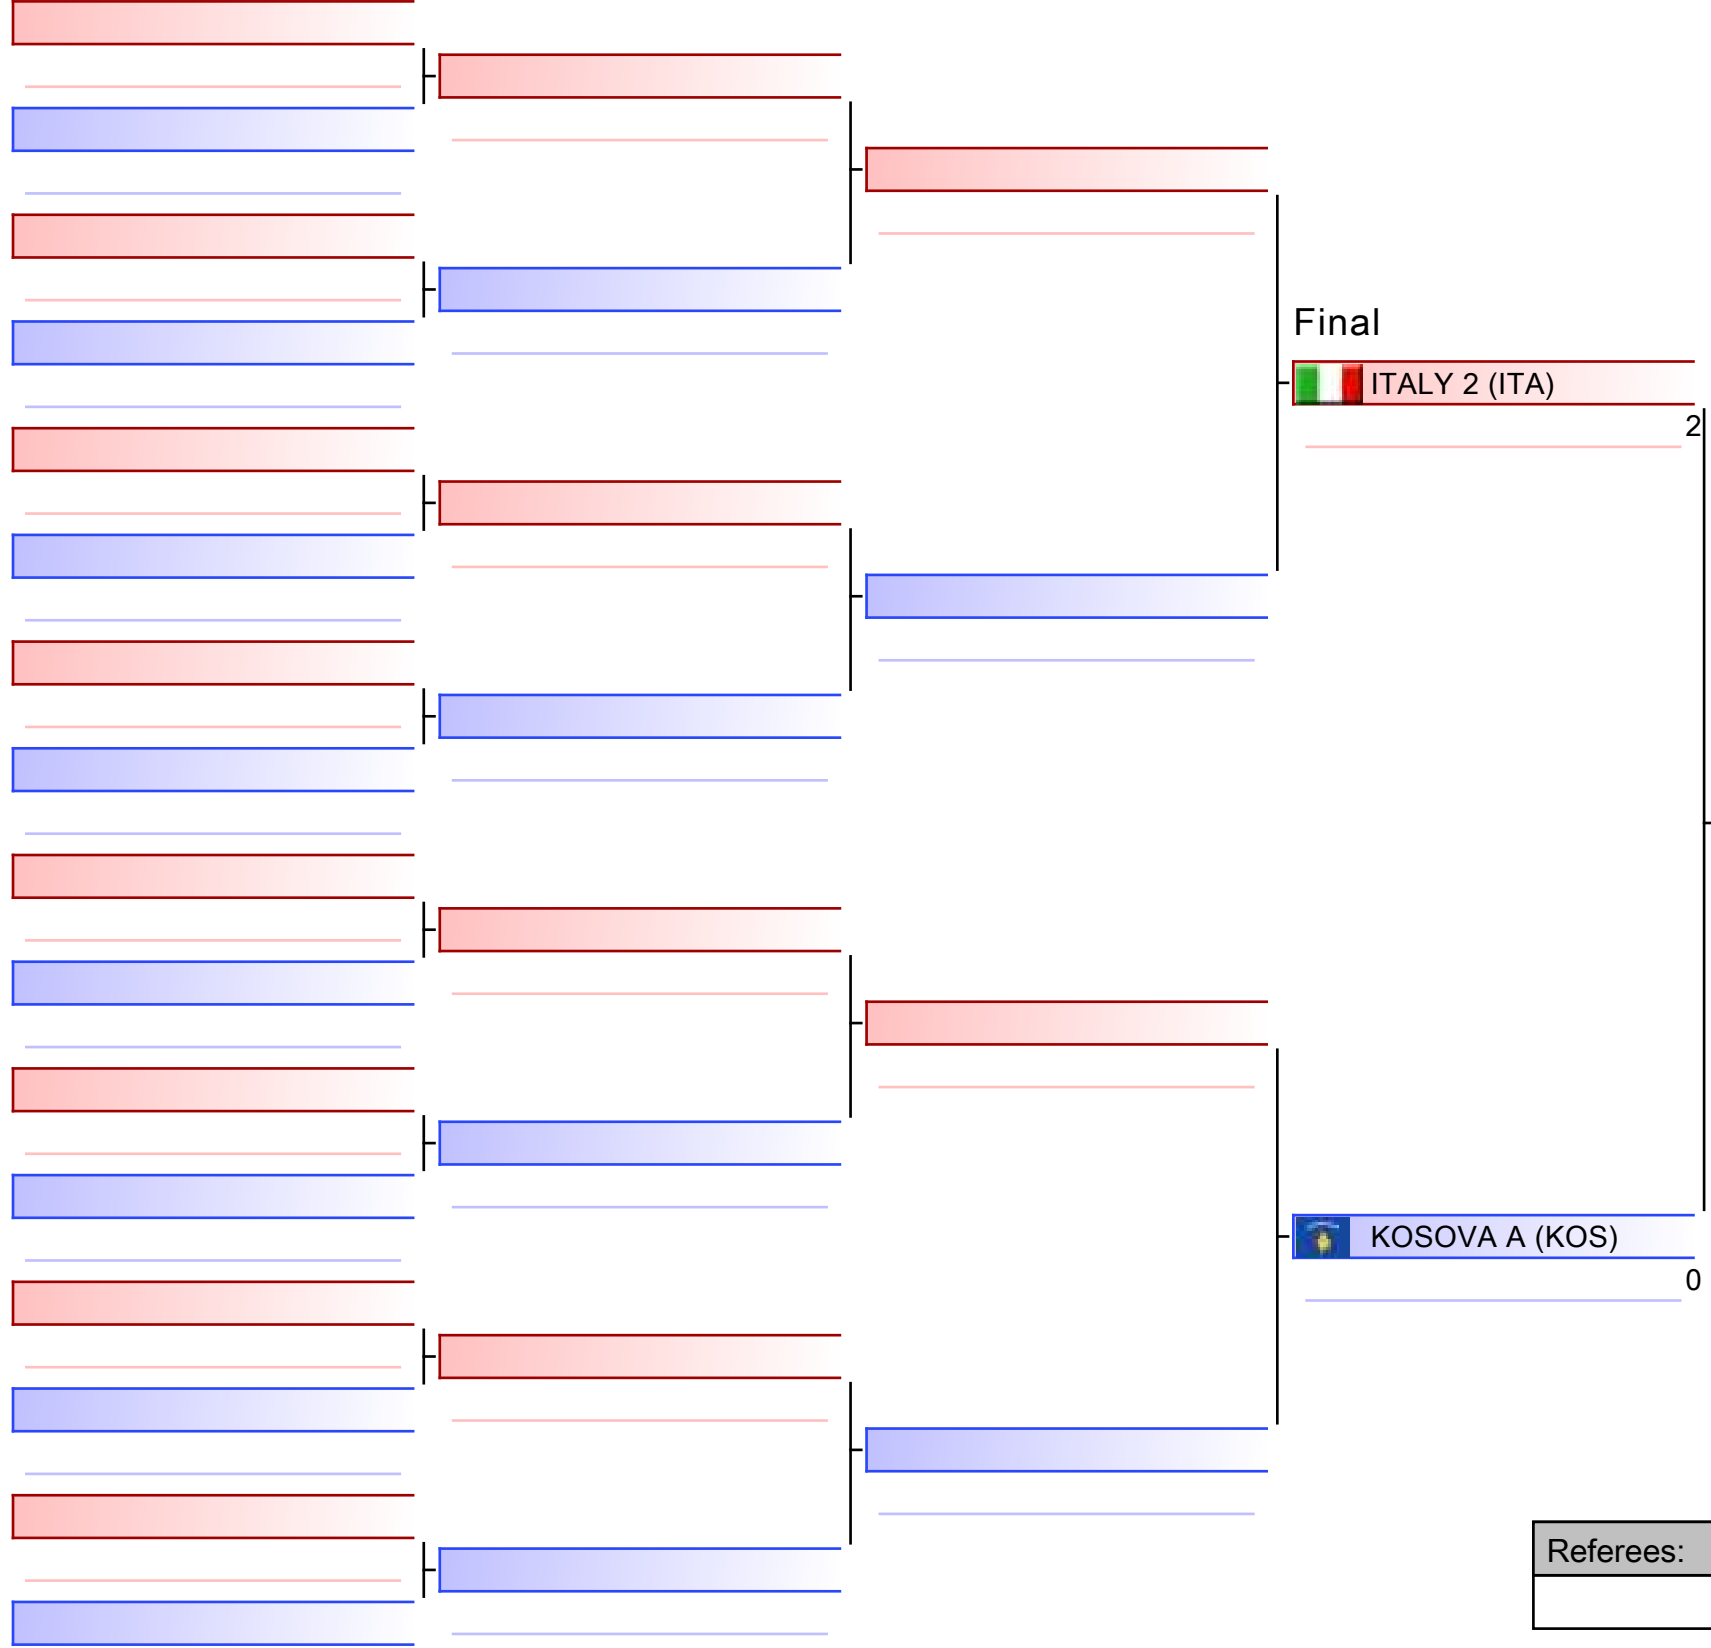 Final
ITALY 2 (ITA)
2
KOSOVA A (KOS)
0
Referees: